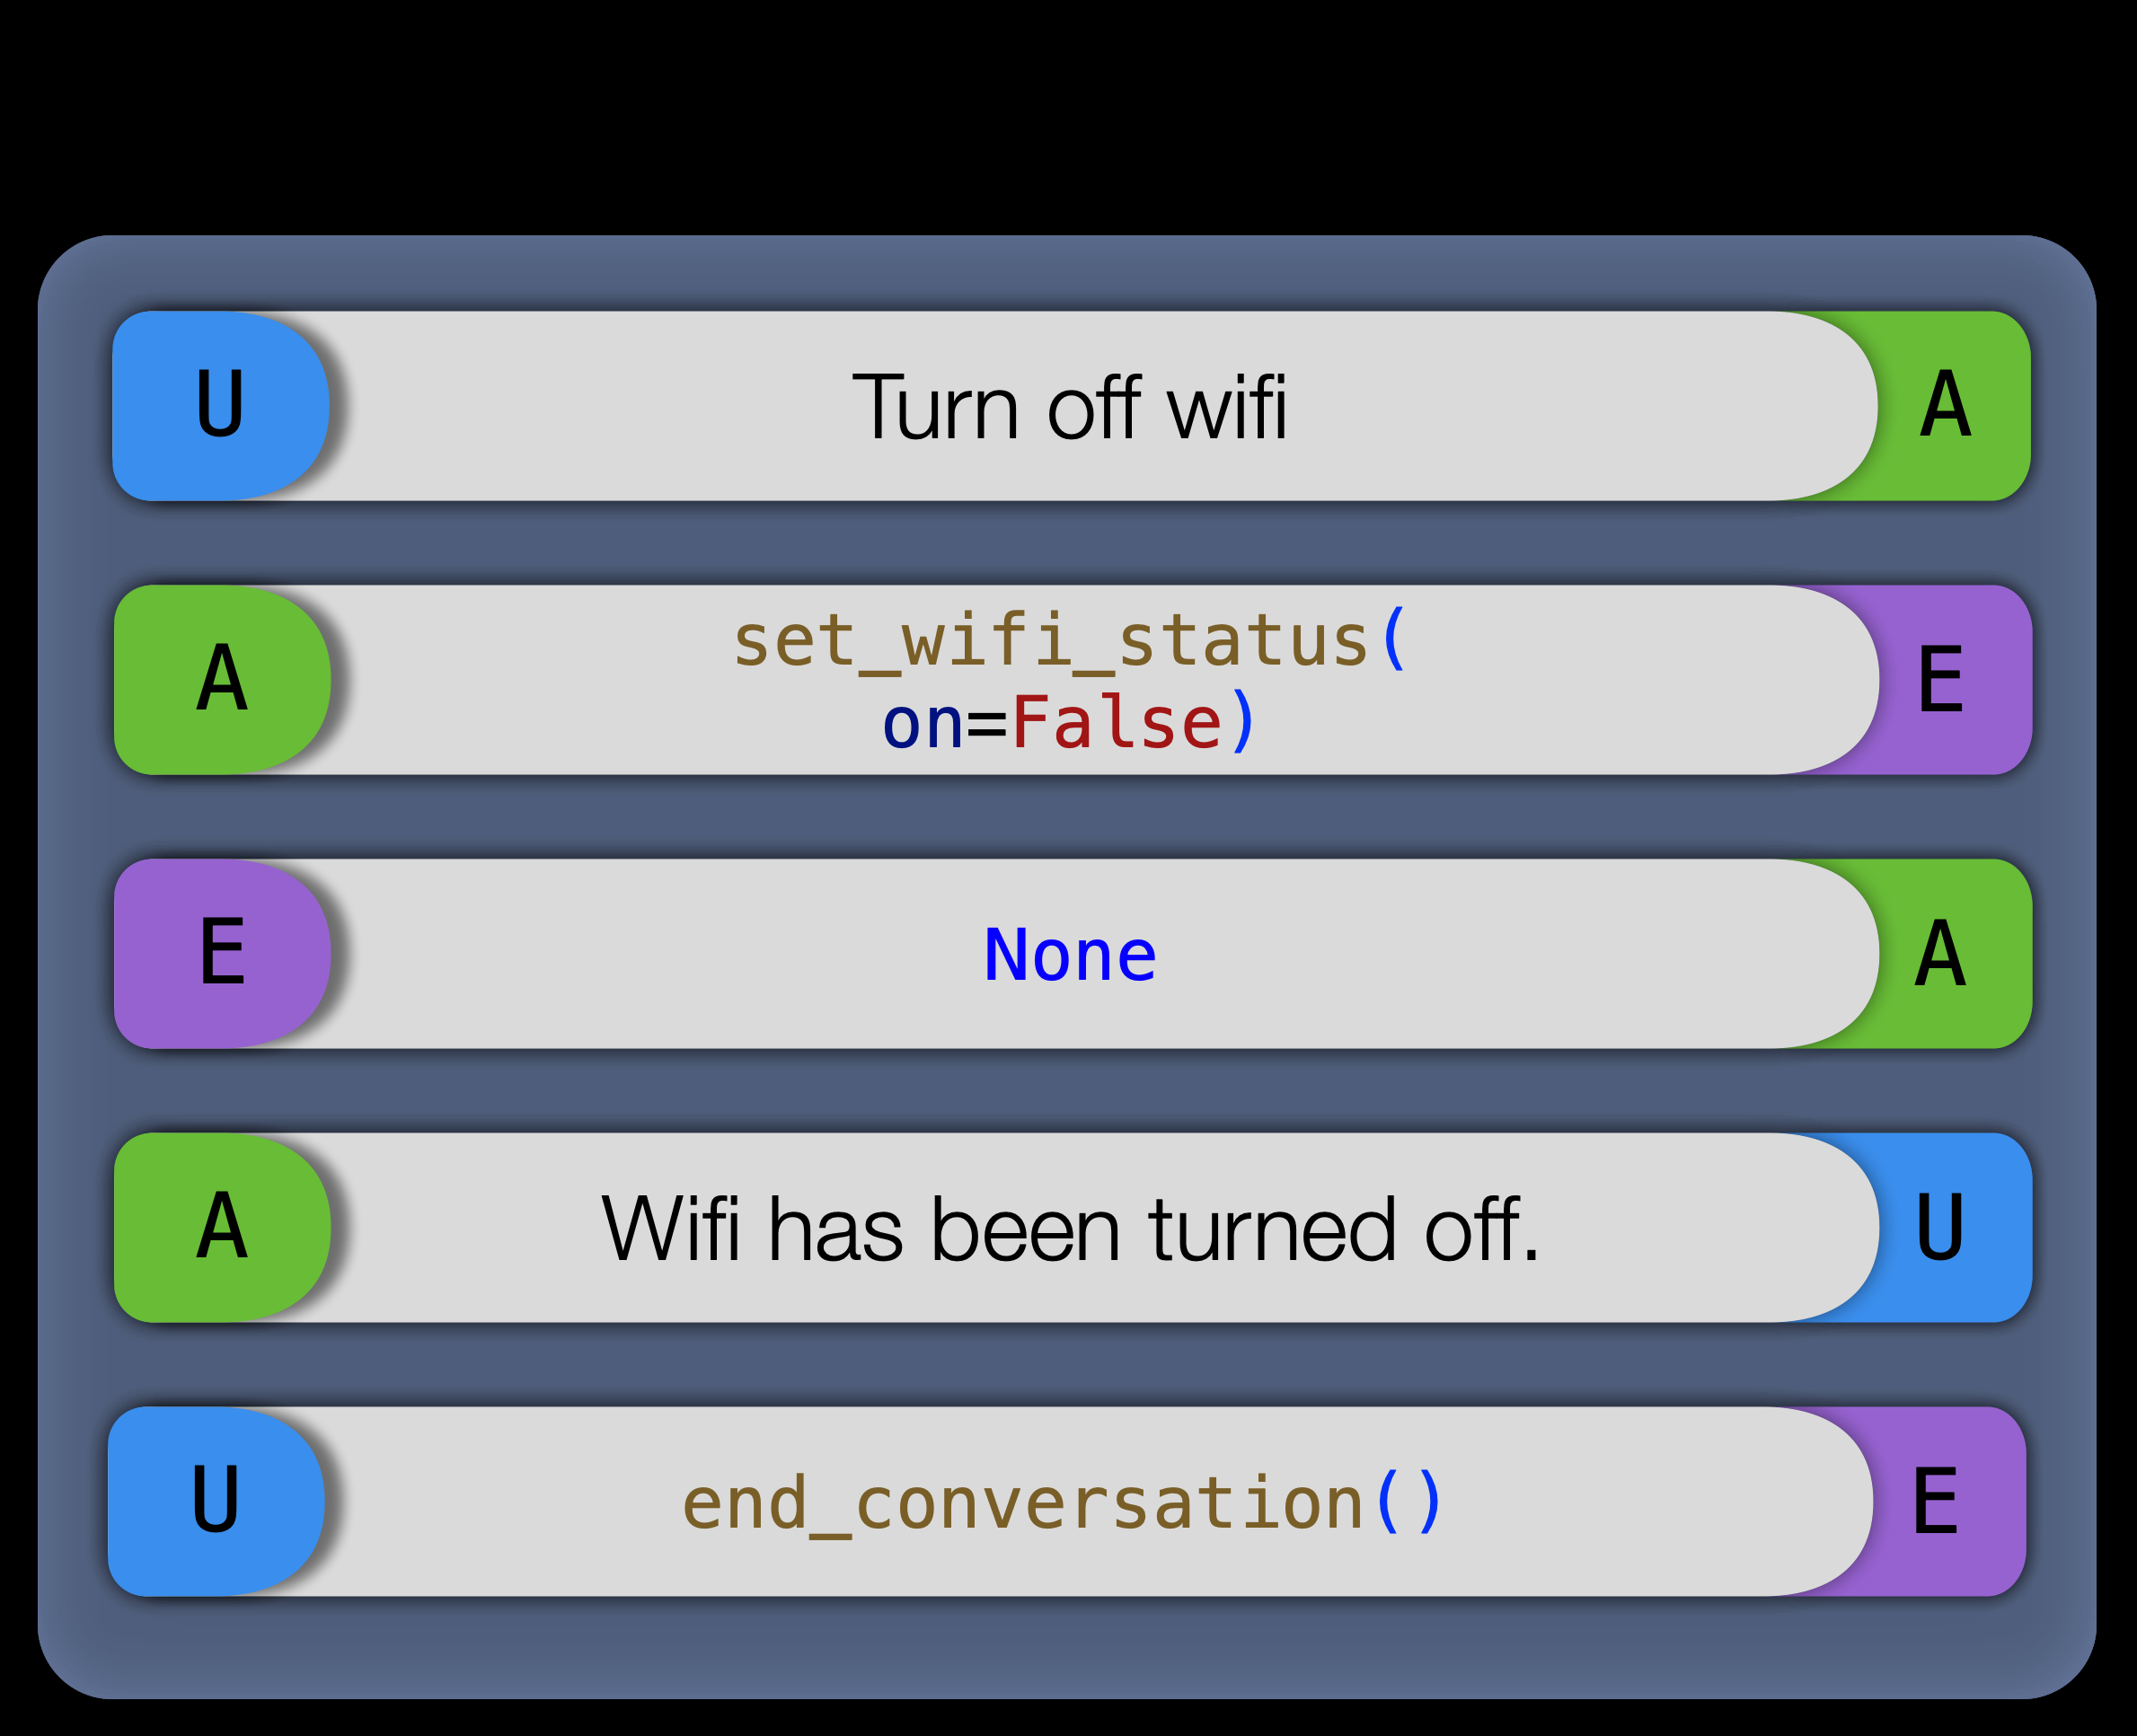 U Turn off wifi A
A set_wifi_status( E
on=False)
E None A
A Wifi has been turned off. U
U end_conversation() E